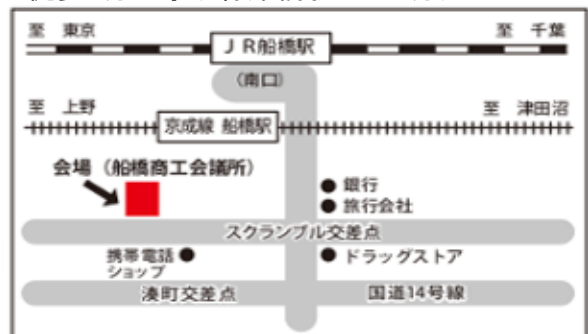 至 東京
至 千葉
ＪＲ船橋駅
（南口）
至 上野
至 津田沼
京成線 船橋駅
会場（船橋商工会議所）
● 銀行
● 旅行会社
スクランブル交差点
携帯電話 ●
ショップ
● ドラッグストア
湊町交差点
国道14号線